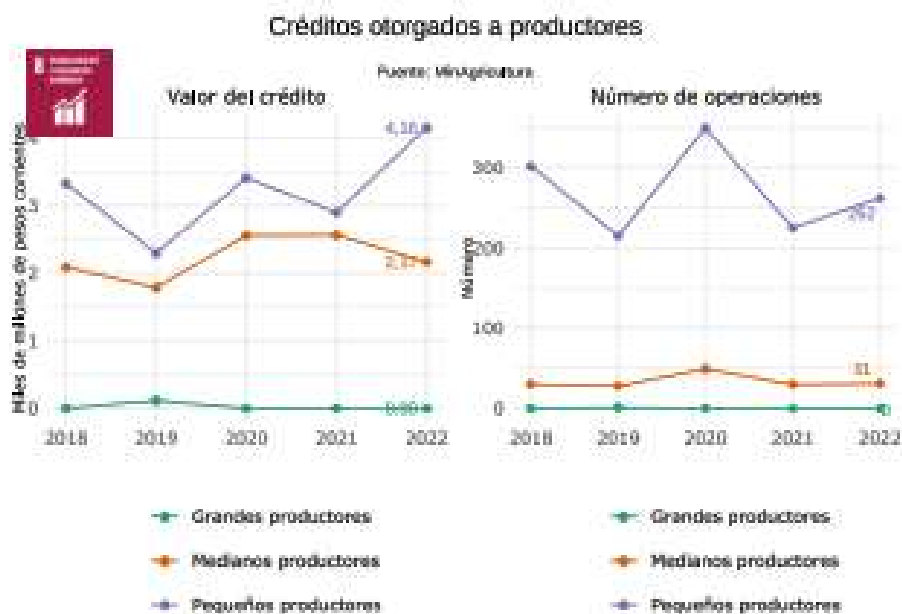 Créditos otorgados a productores
Fuente: MinAgricultura
Valor del crédito
Miles de millones de pesos corrientes
4,16
3
2,17
2
1
0,00
0
2018 2019 2020 2021 2022
Grandes productores
Medianos productores
Pequeños productores
Número de operaciones
Número
300
262
200
100
31
0
0
2018 2019 2020 2021 2022
Grandes productores
Medianos productores
Pequeños productores